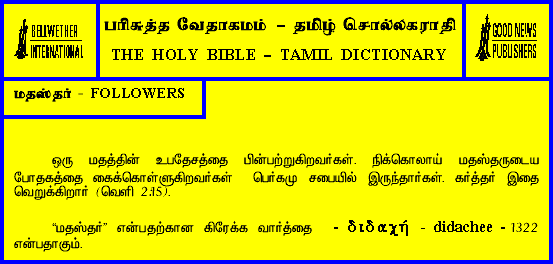 BELLWETHER
INTERNATIONAL
பரிசுத்த வேதாகமம் – தமிழ் சொல்லகராதி
THE HOLY BIBLE – TAMIL DICTIONARY
GOOD NEWS
PUBLISHERS
மதஸ்தர் - FOLLOWERS
ஒரு மதத்தின் உபதேசத்தை பின்பற்றுகிறவர்கள். நிக்கொலாய் மதஸ்தருடைய
போதகத்தை கைக்கொள்ளுகிறவர்கள் பெர்கமு சபையில் இருந்தார்கள். கர்த்தர் இதை
வெறுக்கிறார் (வெளி 2:15).
“மதஸ்தர்” என்பதற்கான கிரேக்க வார்த்தை - διδαχή - didachee - 1322
என்பதாகும்.